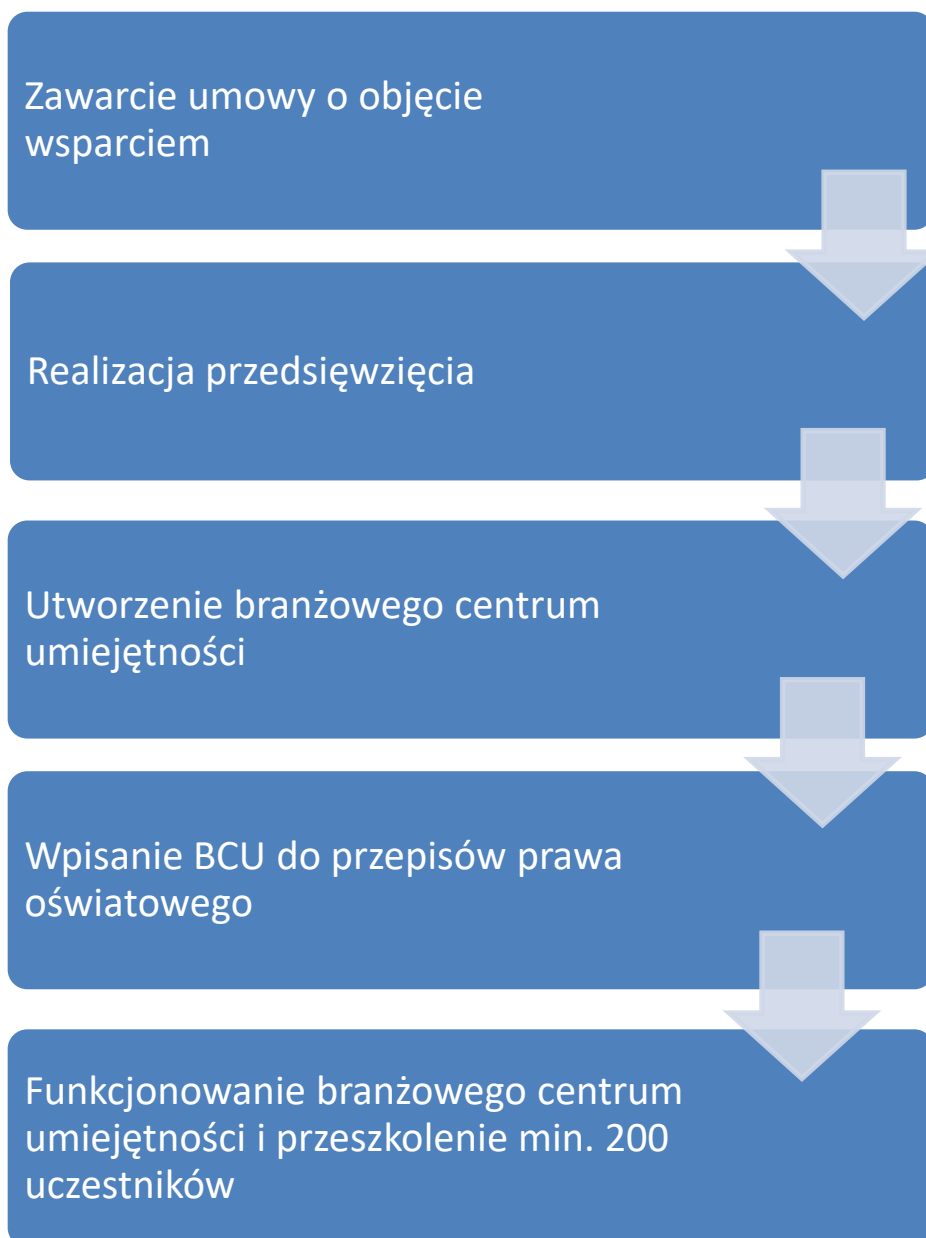 Zawarcie umowy o objęcie
wsparciem
Realizacja przedsięwzięcia
Utworzenie branżowego centrum
umiejętności
Wpisanie BCU do przepisów prawa
oświatowego
Funkcjonowanie branżowego centrum
umiejętności i przeszkolenie min. 200
uczestników